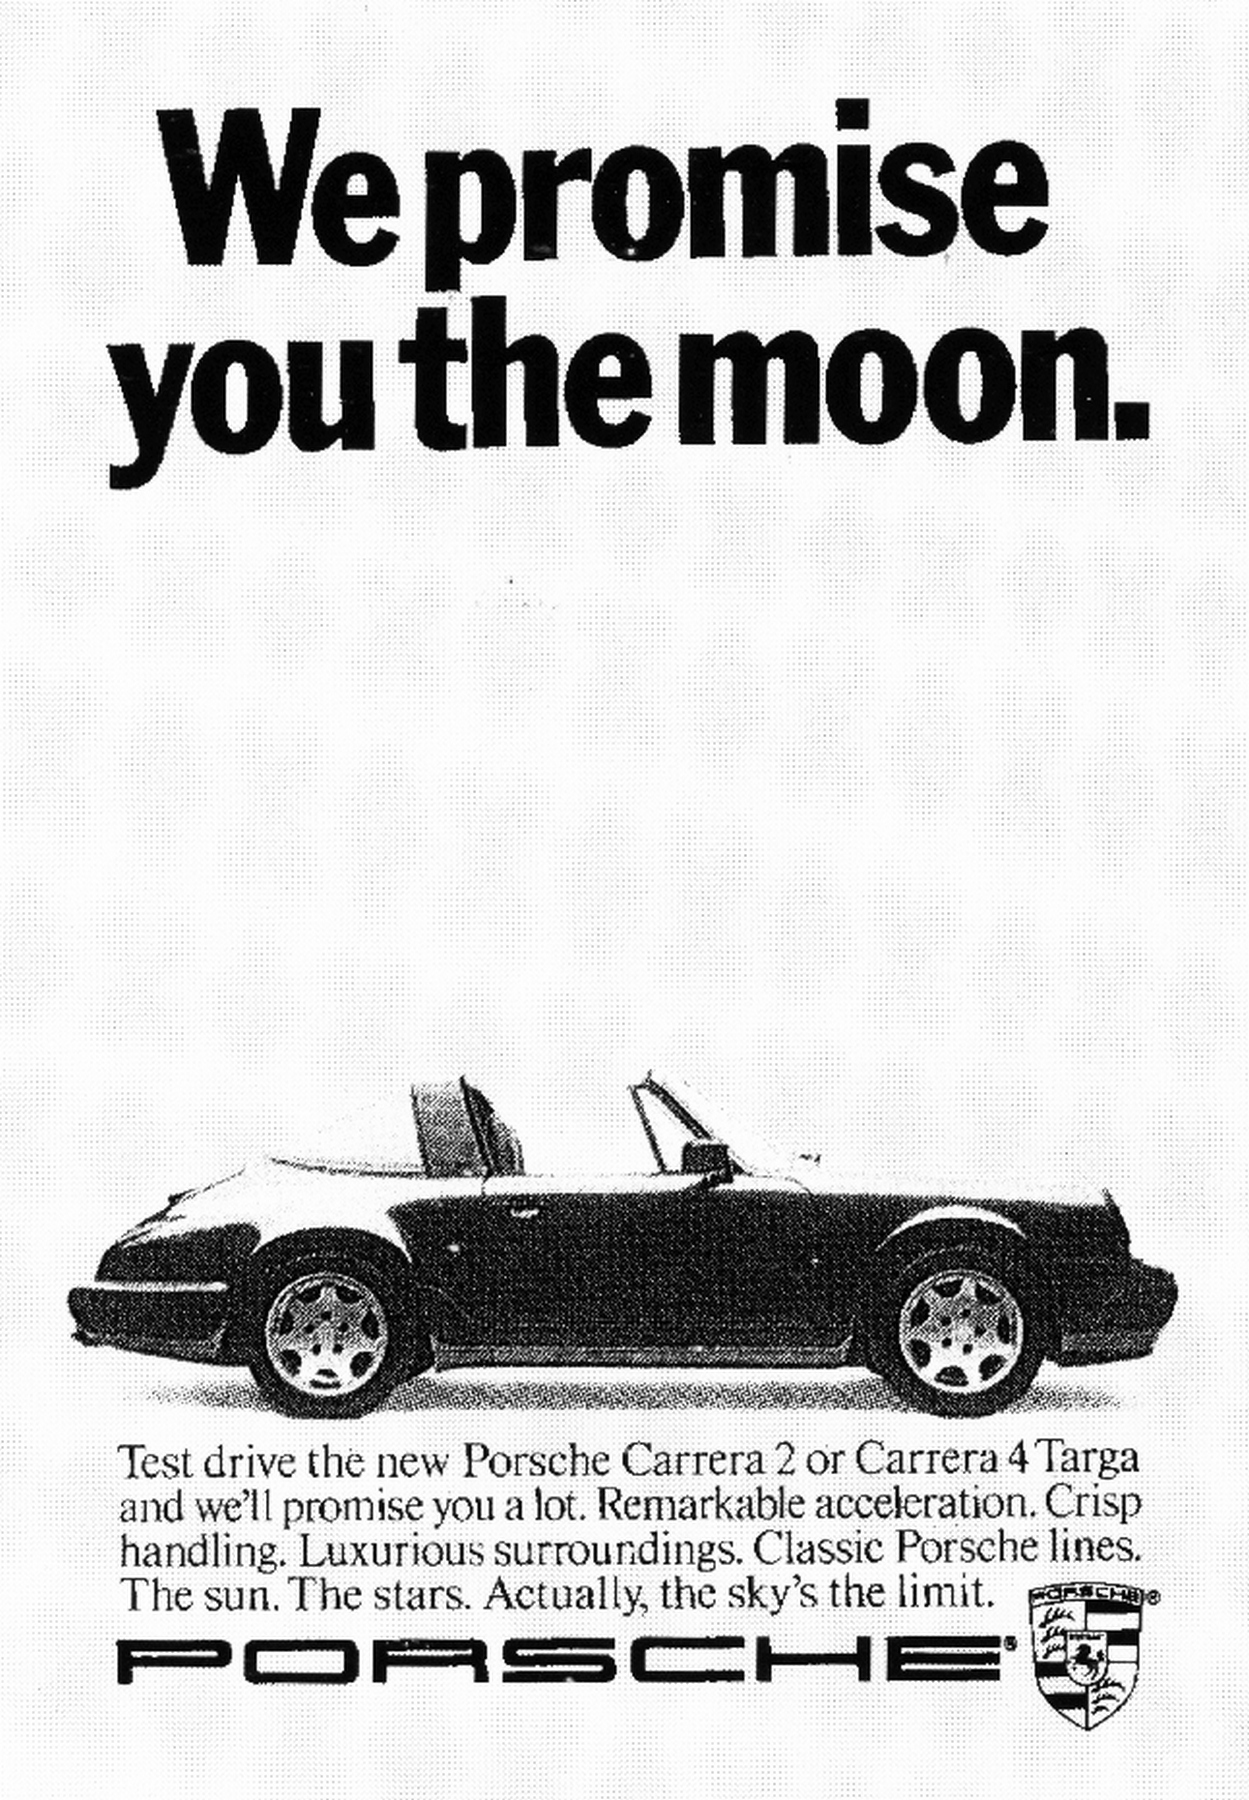 We promise
you the moon.
Test drive the new Porsche Carrera 2 or Carrera 4 Targa
and we'll promise you a lot. Remarkable acceleration. Crisp
handling. Luxurious surroundings. Classic Porsche lines.
The sun. The stars. Actually, the sky's the limit.
PORSCHE®
PORSCHE®